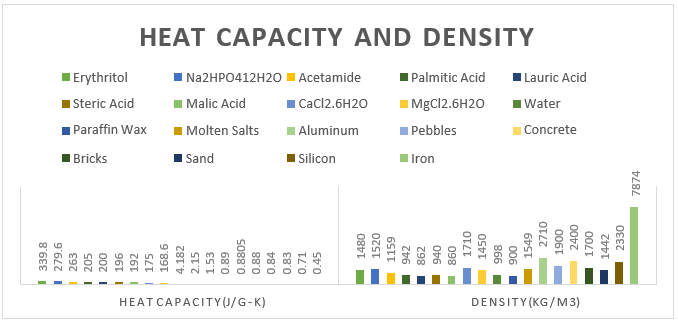 HEAT CAPACITY AND DENSITY
Erythritol Na2HPO412H2O Acetamide Palmitic Acid Lauric Acid
Steric Acid Malic Acid CaCl2.6H2O MgCl2.6H2O Water
Paraffin Wax Molten Salts Aluminum Pebbles Concrete
Bricks Sand Silicon Iron
339.8 279.6 263 205 200 196 192 175 168.6 4.182 2.15 1.53 0.89 0.8805 0.88 0.84 0.83 0.71 0.45
1480 1520 1159 942 862 940 860 1710 1450 998 900 1549 2710 1900 2400 1700 1442 2330 7874
HEAT CAPACITY(J/G-K) DENSITY(KG/M3)